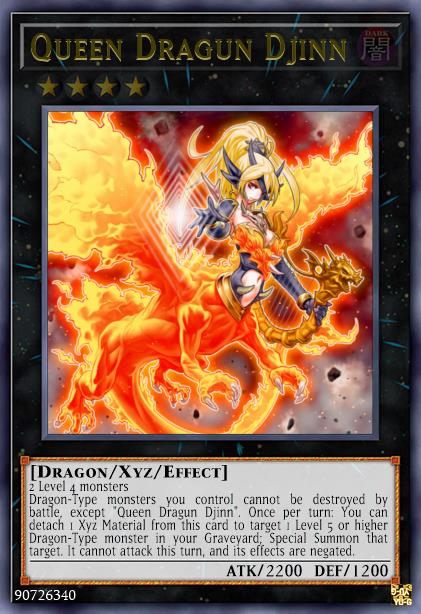 Queen Dragun Djinn
DARK
闇
[Dragon/Xyz/Effect]
2 Level 4 monsters
Dragon-Type monsters you control cannot be destroyed by
battle, except "Queen Dragun Djinn". Once per turn: You can
detach 1 Xyz Material from this card to target 1 Level 5 or higher
Dragon-Type monster in your Graveyard; Special Summon that
target. It cannot attack this turn, and its effects are negated.
ATK/2200 DEF/1200
90726340